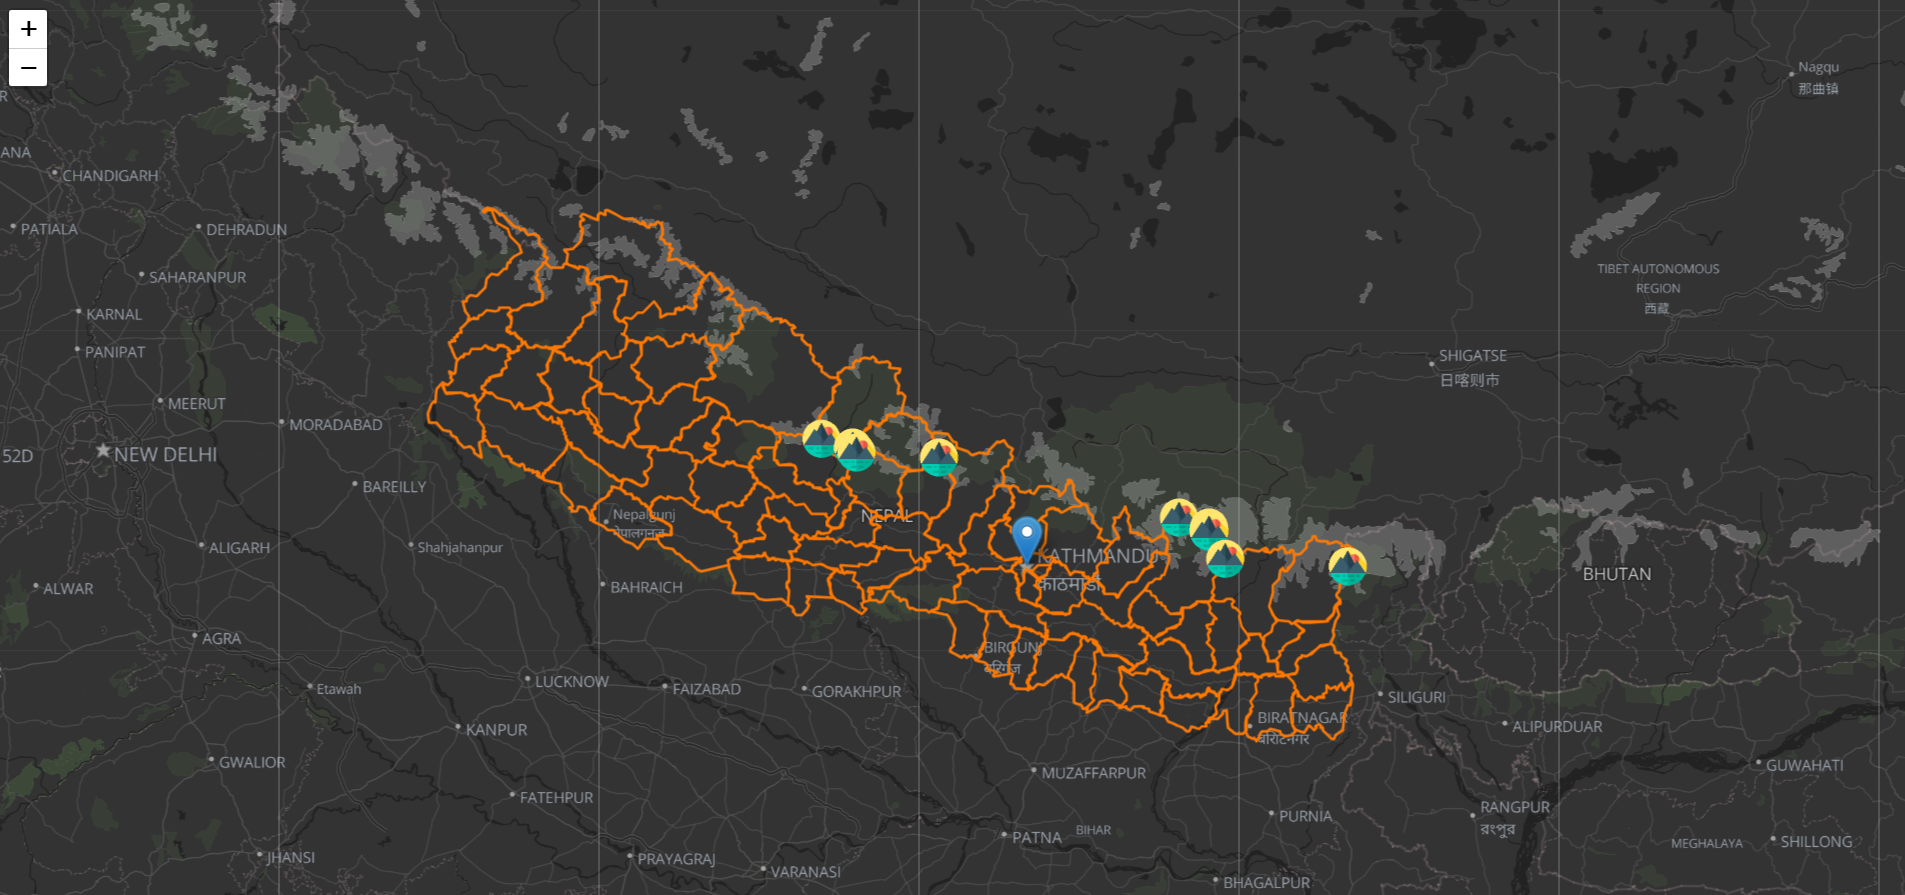 +
−
Nagqu
那曲镇
ANA
CHANDIGARH
PATIALA
DEHRADUN
SAHARANPUR
TIBET AUTONOMOUS
REGION
西藏
KARNAL
PANIPAT
SHIGATSE
日喀则市
MEERUT
MORADABAD
52D
NEW DELHI
BAREILLY
Nepalgunj
नेपालगन्ज
NEPAL
ALIGARH
Shahjahanpur
KATHMANDU
काठमाडौं
BHUTAN
ALWAR
BAHRAICH
AGRA
BIRGUNJ
बिरगंज
LUCKNOW
Etawah
FAIZABAD
GORAKHPUR
SILIGURI
BIRATNAGAR
बिराटनगर
KANPUR
ALIPURDUAR
GWALIOR
MUZAFFARPUR
GUWAHATI
FATEHPUR
RANGPUR
রংপুর
PURNIA
BIHAR
PATNA
MEGHALAYA
SHILLONG
JHANSI
PRAYAGRAJ
VARANASI
BHAGALPUR